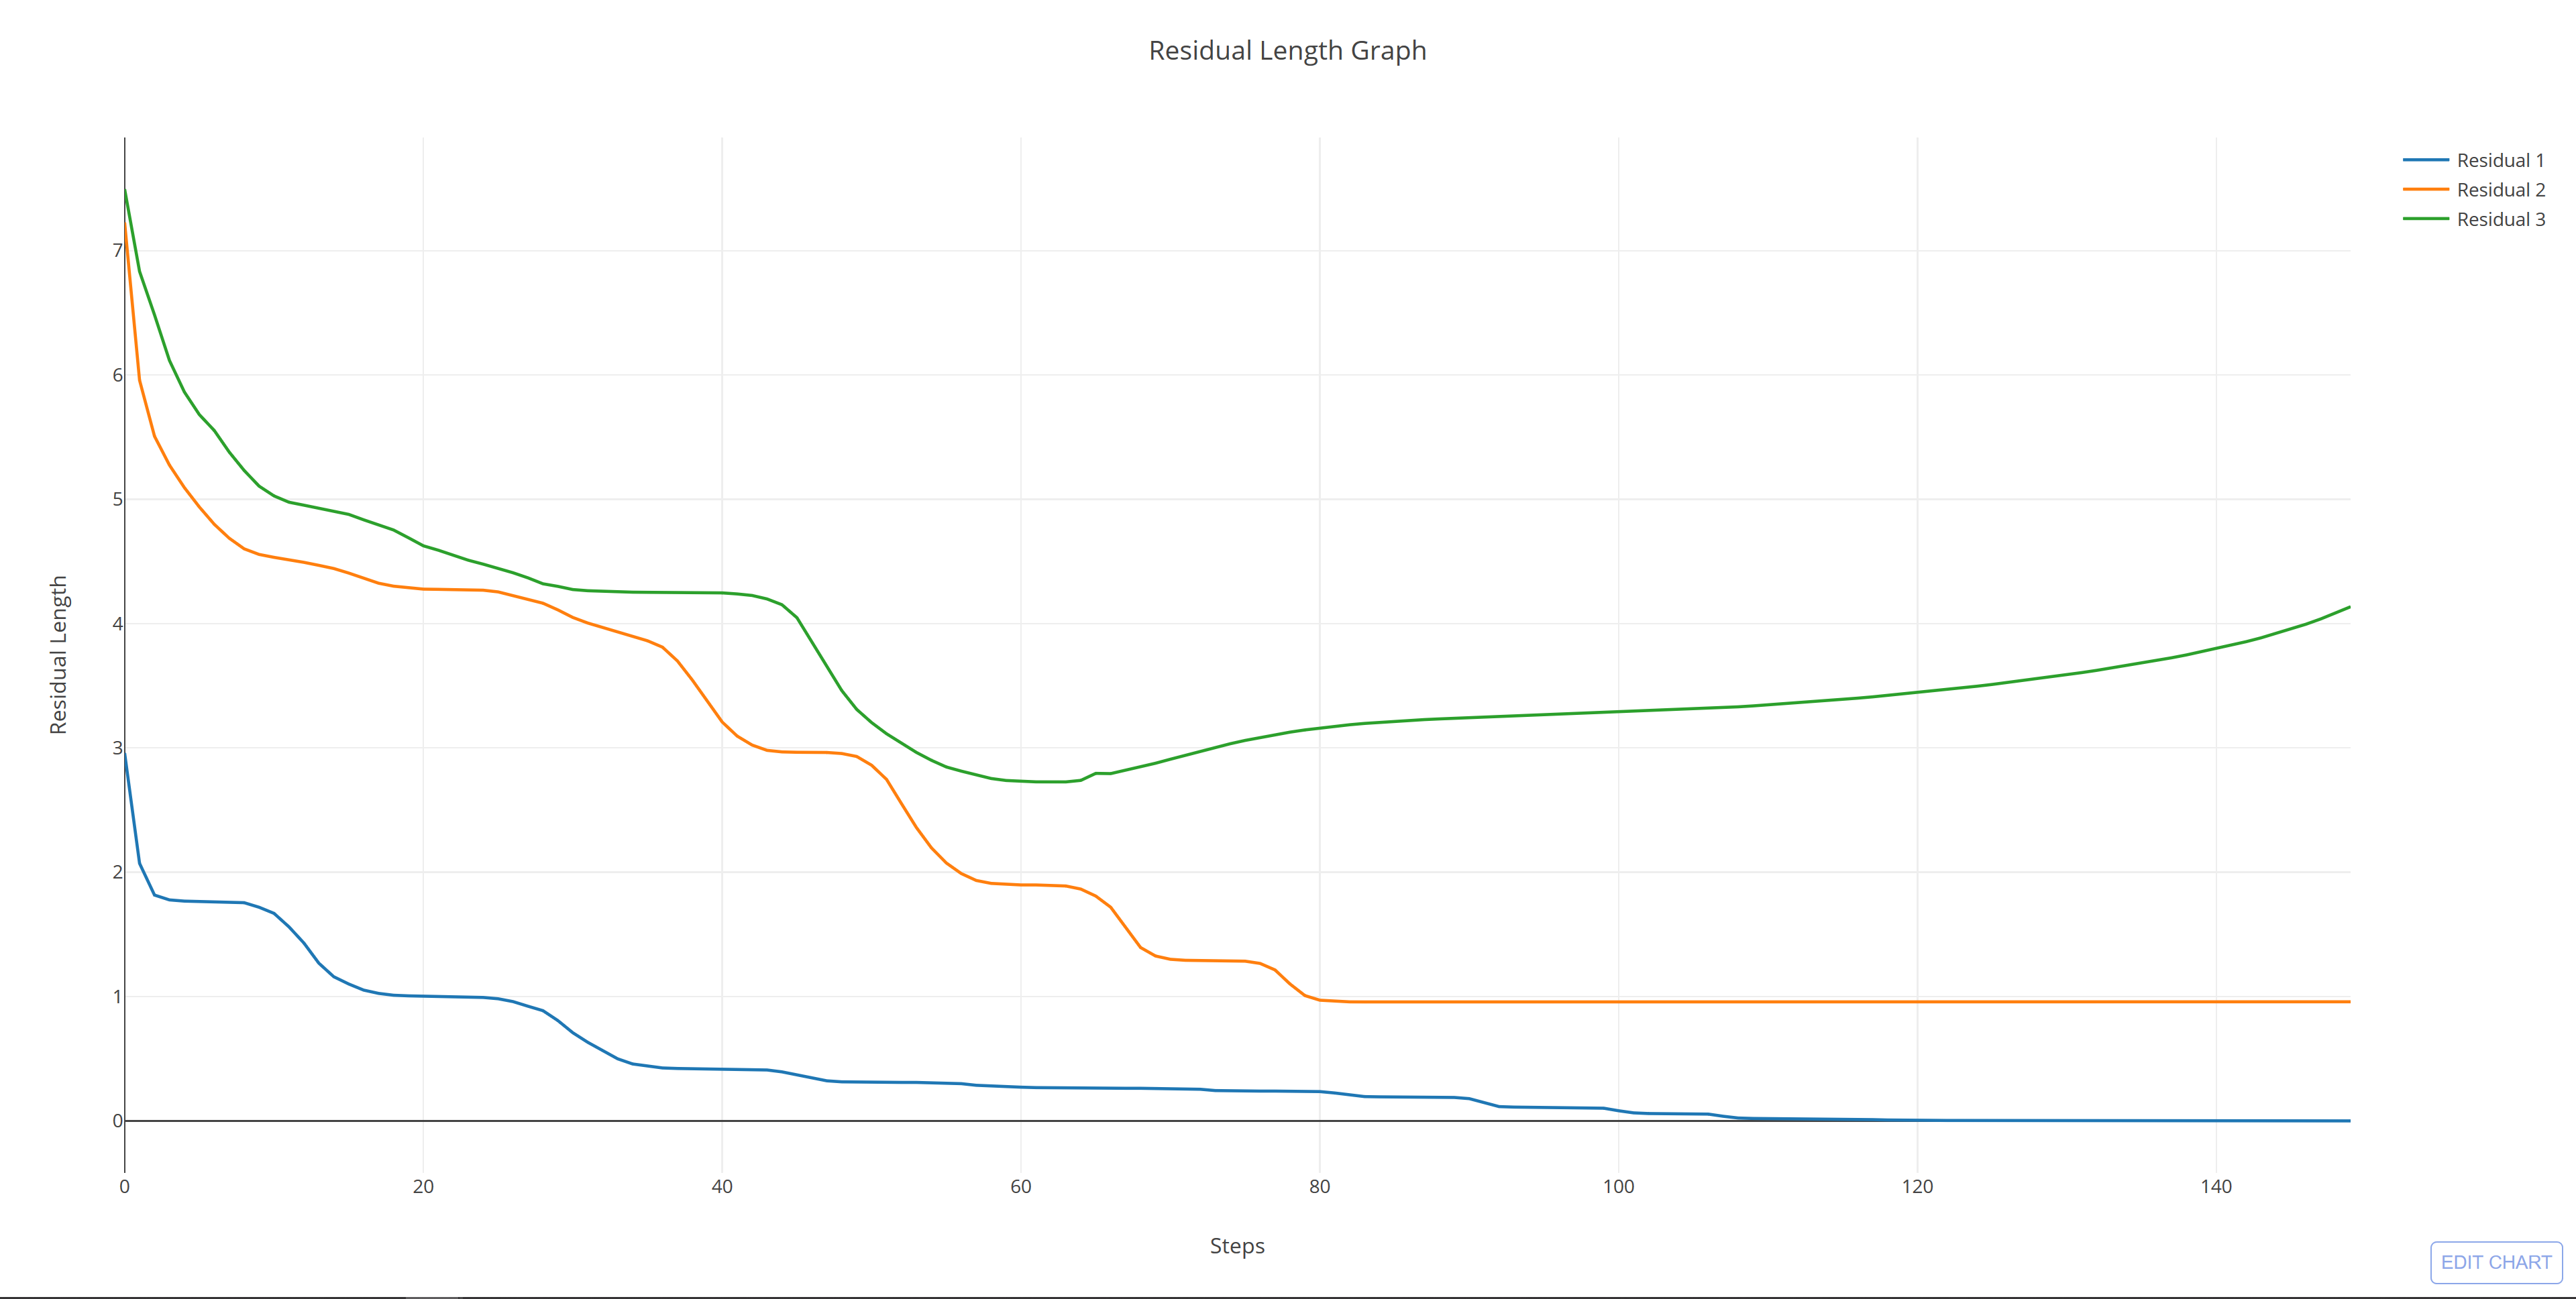 Residual Length Graph
Residual 1
Residual 2
Residual 3
7
6
5
4
3
2
1
0
Residual Length
0 20 40 60 80 100 120 140
Steps
EDIT CHART